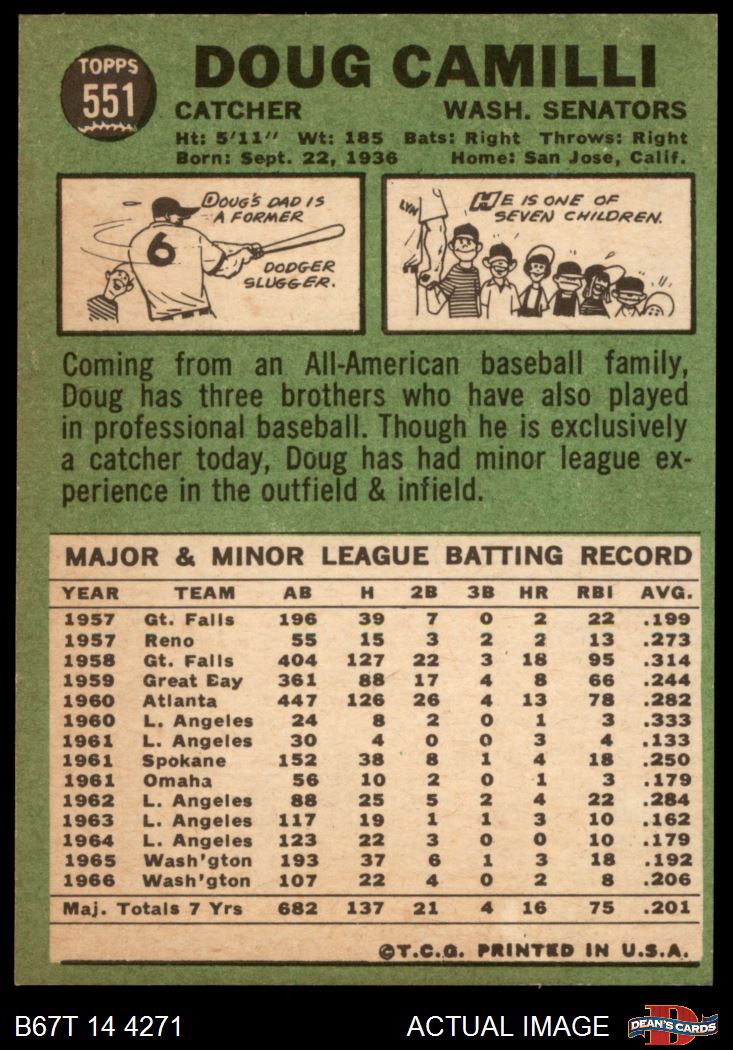 TOPPS
551
DOUG CAMILLI
CATCHER WASH. SENATORS
Ht: 5'11" Wt: 185 Bats: Right Throws: Right
Born: Sept. 22, 1936 Home: San Jose, Calif.
DOUG'S DAD IS
A FORMER
DODGER
SLUGGER.
6
LYN
HE IS ONE OF
SEVEN CHILDREN.
Coming from an All-American baseball family,
Doug has three brothers who have also played
in professional baseball. Though he is exclusively
a catcher today, Doug has had minor league ex-
perience in the outfield & infield.
MAJOR & MINOR LEAGUE BATTING RECORD
YEAR TEAM AB H 2B 3B HR RBI AVG.
1957 Gt. Falls 196 39 7 0 2 22 .199
1957 Reno 55 15 3 2 2 13 .273
1958 Gt. Falls 404 127 22 3 18 95 .314
1959 Great Bay 361 88 17 4 8 66 .244
1960 Atlanta 447 126 26 4 13 78 .282
1960 L. Angeles 24 8 2 0 1 3 .333
1961 L. Angeles 30 4 0 0 3 4 .133
1961 Spokane 152 38 8 1 4 18 .250
1961 Omaha 56 10 2 0 1 3 .179
1962 L. Angeles 88 25 5 2 4 22 .284
1963 L. Angeles 117 19 1 1 3 10 .162
1964 L. Angeles 123 22 3 0 0 10 .179
1965 Wash'gton 193 37 6 1 3 18 .192
1966 Wash'gton 107 22 4 0 2 8 .206
Maj. Totals 7 Yrs 682 137 21 4 16 75 .201
©T.C.G. PRINTED IN U.S.A.
B67T 14 4271 ACTUAL IMAGE
D
DEAN'S CARDS